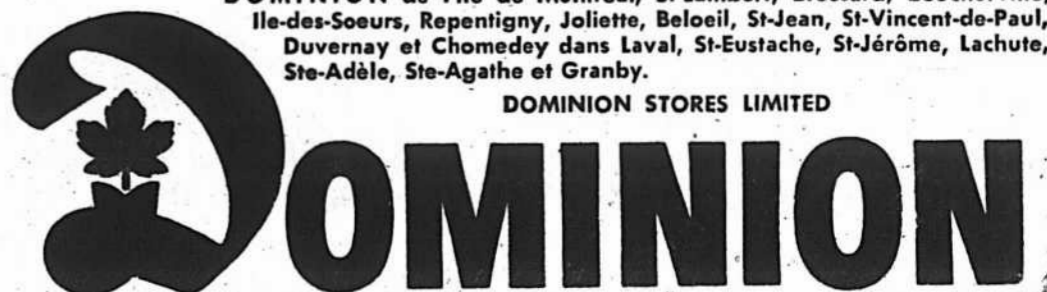 Ile-des-Soeurs, Repentigny, Joliette, Beloeil, St-Jean, St-Vincent-de-Paul,
Duvernay et Chomedey dans Laval, St-Eustache, St-Jérôme, Lachute,
Ste-Adèle, Ste-Agathe et Granby.
DOMINION STORES LIMITED
DOMINION